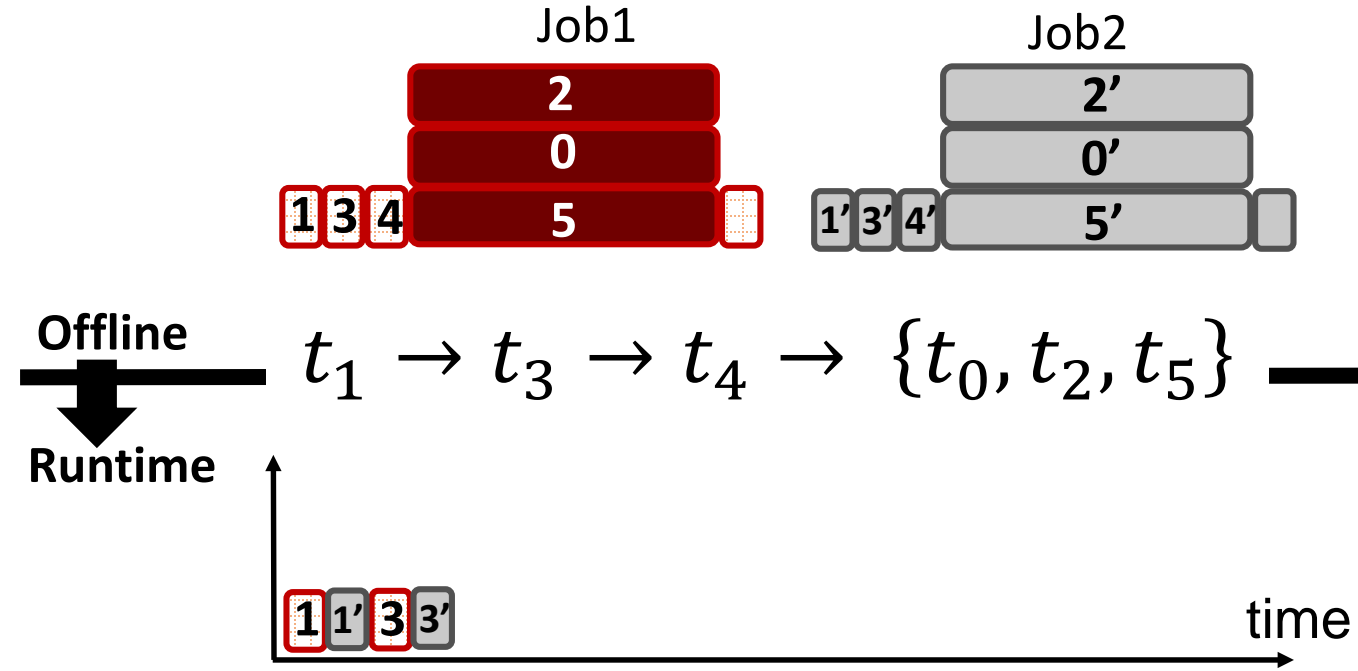 Job1 Job2
2 2′
0 0′
1 3 4 5 1′ 3′ 4′ 5′
Offline
t₁ → t₃ → t₄ → {t₀, t₂, t₅}
Runtime
1 1′ 3 3′
time